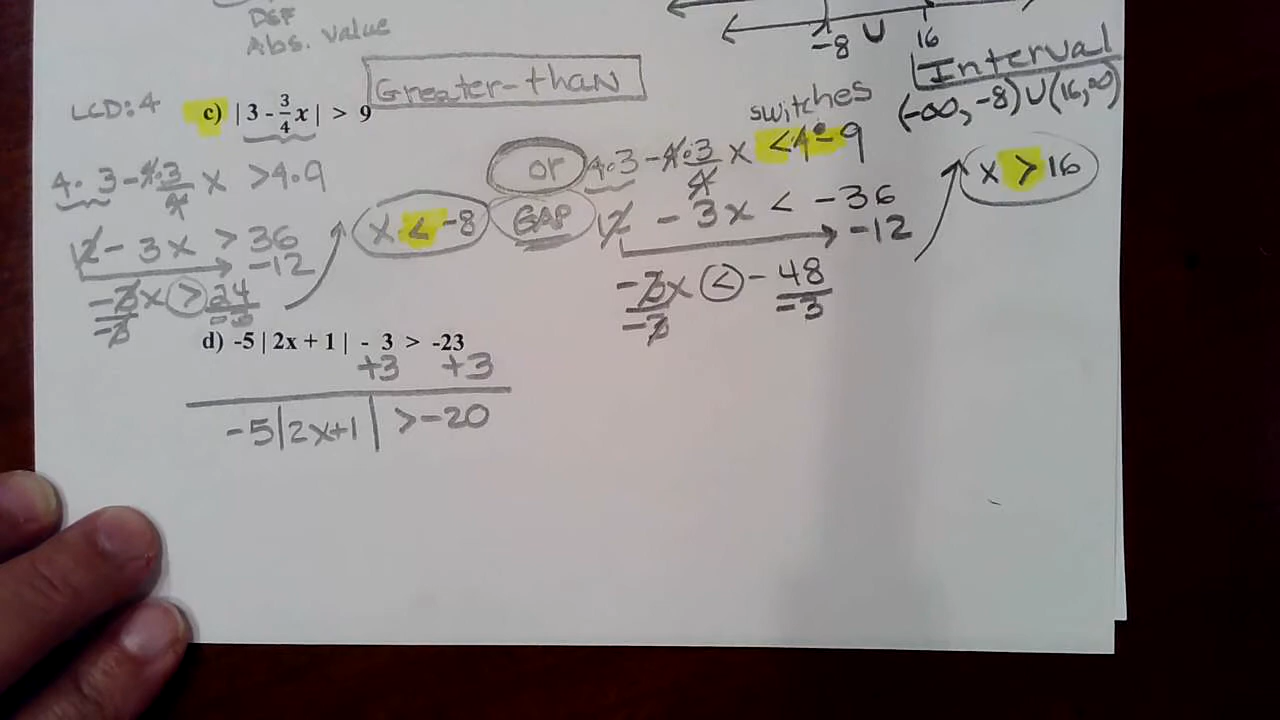 DSF
Abs. value
-8 U 16
Interval
(-∞, -8) U (16, ∞)
Greater-than
LCD: 4
c) | 3 - 3/4 x | > 9
switches
4·3 - 4·3/4 x > 4·9
or
4·3 - 4·3/4 x < 4·-9
x > 16
12 - 3x > 36
-12
x < -8
GAP
12 - 3x < -36
-12
-3x > 24
-3 -3
-3x < -48
-3 -3
d) -5 | 2x + 1 | - 3 > -23
+3 +3
-5|2x+1| > -20